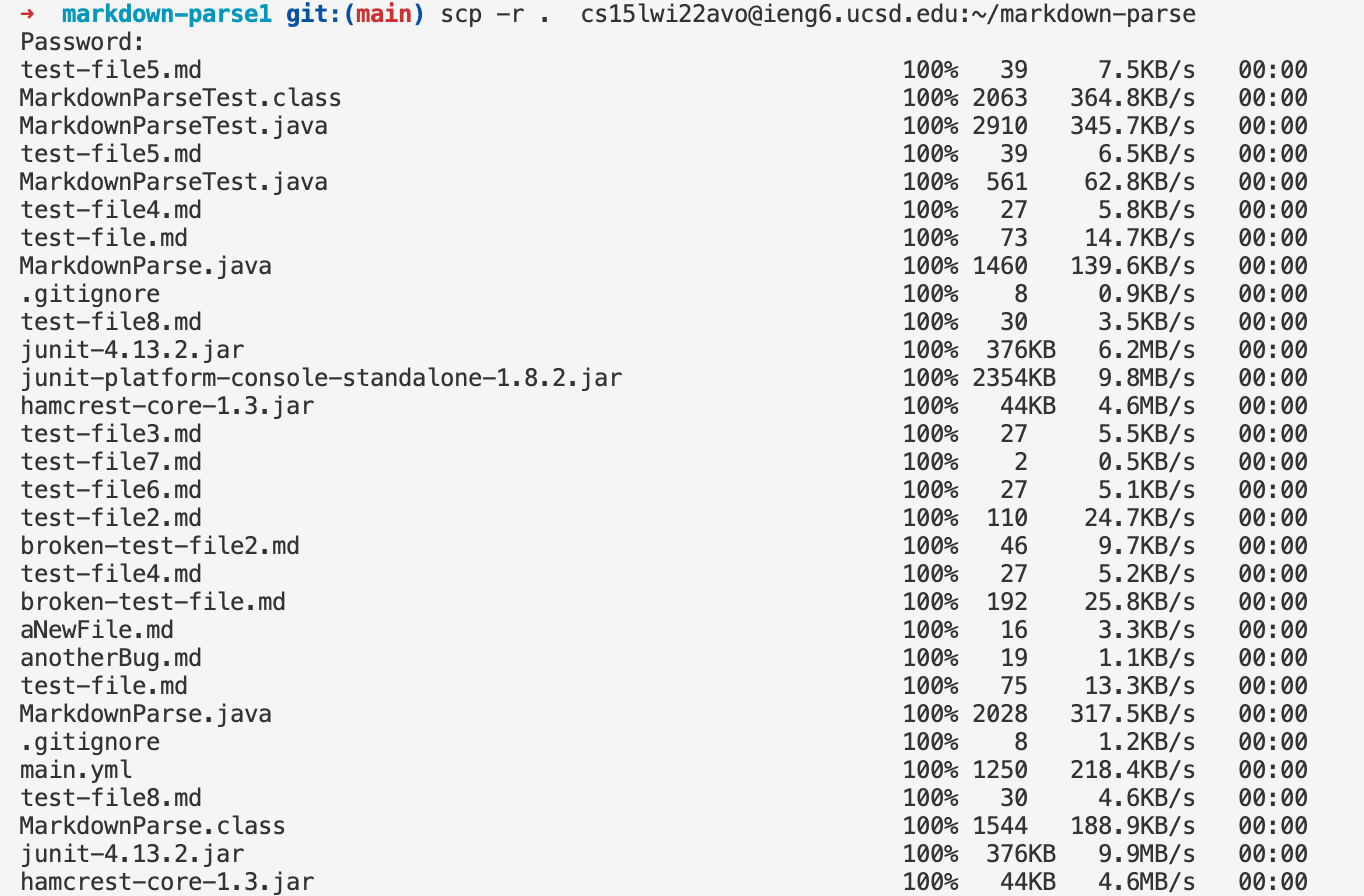 ➜  markdown-parse1 git:(main) scp -r .  cs15lwi22avo@ieng6.ucsd.edu:~/markdown-parse
Password:
test-file5.md 100% 39 7.5KB/s 00:00
MarkdownParseTest.class 100% 2063 364.8KB/s 00:00
MarkdownParseTest.java 100% 2910 345.7KB/s 00:00
test-file5.md 100% 39 6.5KB/s 00:00
MarkdownParseTest.java 100% 561 62.8KB/s 00:00
test-file4.md 100% 27 5.8KB/s 00:00
test-file.md 100% 73 14.7KB/s 00:00
MarkdownParse.java 100% 1460 139.6KB/s 00:00
.gitignore 100% 8 0.9KB/s 00:00
test-file8.md 100% 30 3.5KB/s 00:00
junit-4.13.2.jar 100% 376KB 6.2MB/s 00:00
junit-platform-console-standalone-1.8.2.jar 100% 2354KB 9.8MB/s 00:00
hamcrest-core-1.3.jar 100% 44KB 4.6MB/s 00:00
test-file3.md 100% 27 5.5KB/s 00:00
test-file7.md 100% 2 0.5KB/s 00:00
test-file6.md 100% 27 5.1KB/s 00:00
test-file2.md 100% 110 24.7KB/s 00:00
broken-test-file2.md 100% 46 9.7KB/s 00:00
test-file4.md 100% 27 5.2KB/s 00:00
broken-test-file.md 100% 192 25.8KB/s 00:00
aNewFile.md 100% 16 3.3KB/s 00:00
anotherBug.md 100% 19 1.1KB/s 00:00
test-file.md 100% 75 13.3KB/s 00:00
MarkdownParse.java 100% 2028 317.5KB/s 00:00
.gitignore 100% 8 1.2KB/s 00:00
main.yml 100% 1250 218.4KB/s 00:00
test-file8.md 100% 30 4.6KB/s 00:00
MarkdownParse.class 100% 1544 188.9KB/s 00:00
junit-4.13.2.jar 100% 376KB 9.9MB/s 00:00
hamcrest-core-1.3.jar 100% 44KB 4.6MB/s 00:00